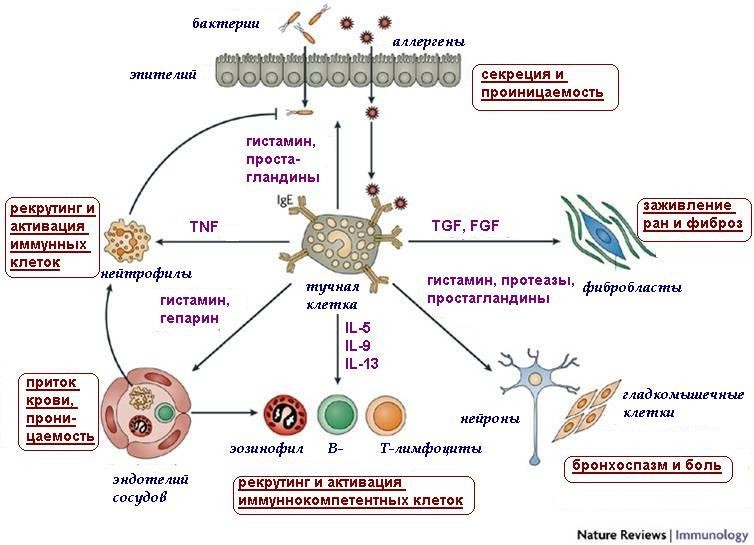 бактерии
аллергены
эпителий
секреция и
проиницаемость
гистамин,
проста-
гландины
IgE
рекрутинг и
активация
иммунных
клеток
TNF
TGF, FGF
заживление
ран и фиброз
нейтрофилы
гистамин,
гепарин
тучная
клетка
гистамин, протеазы,
простагландины
фибробласты
IL-5
IL-9
IL-13
приток
крови,
прони-
цаемость
эндотелий
сосудов
эозинофил
В-
Т-лимфоциты
нейроны
гладкомышечные
клетки
рекрутинг и активация
иммуннокомпетентных клеток
бронхоспазм и боль
Nature Reviews | Immunology